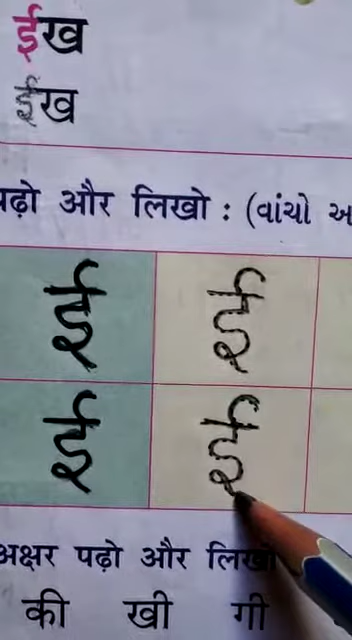 ईख
ईख
पढ़ो और लिखो : (વાંચો અ
ई ई
ई ई
अक्षर पढ़ो और लिखो
की खी गी